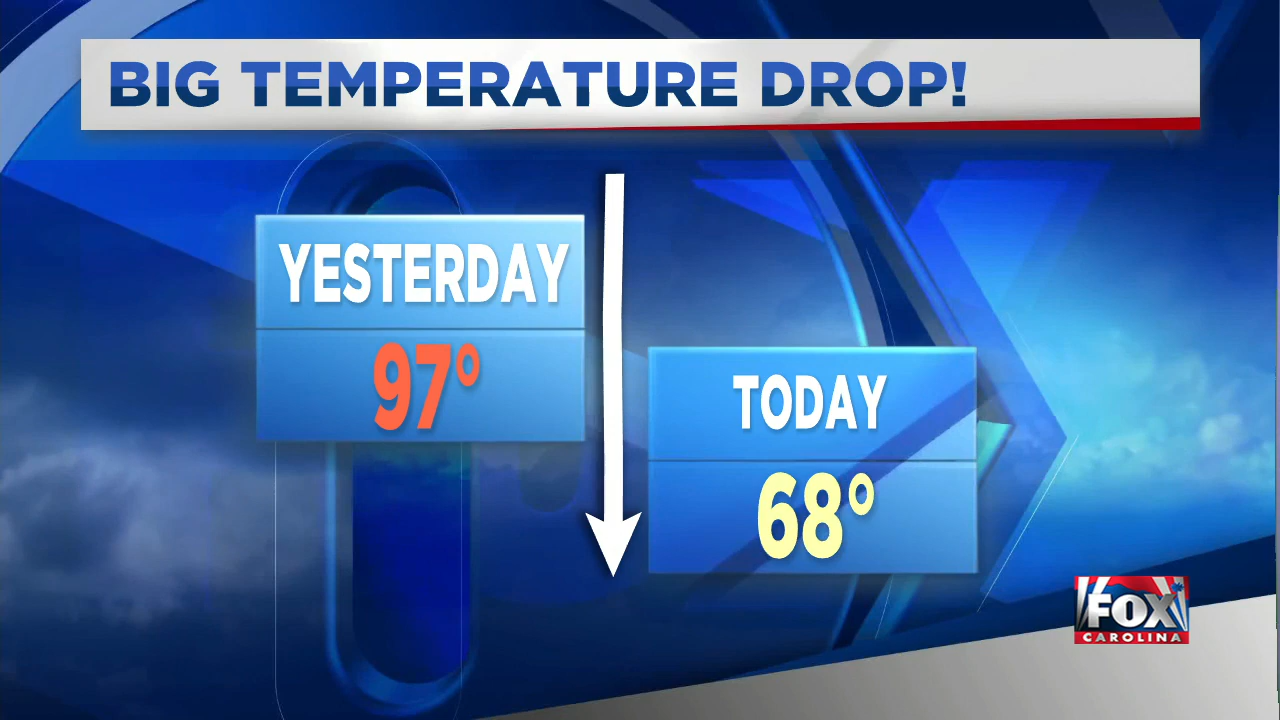 BIG TEMPERATURE DROP!
YESTERDAY
97°
TODAY
68°
FOX
CAROLINA